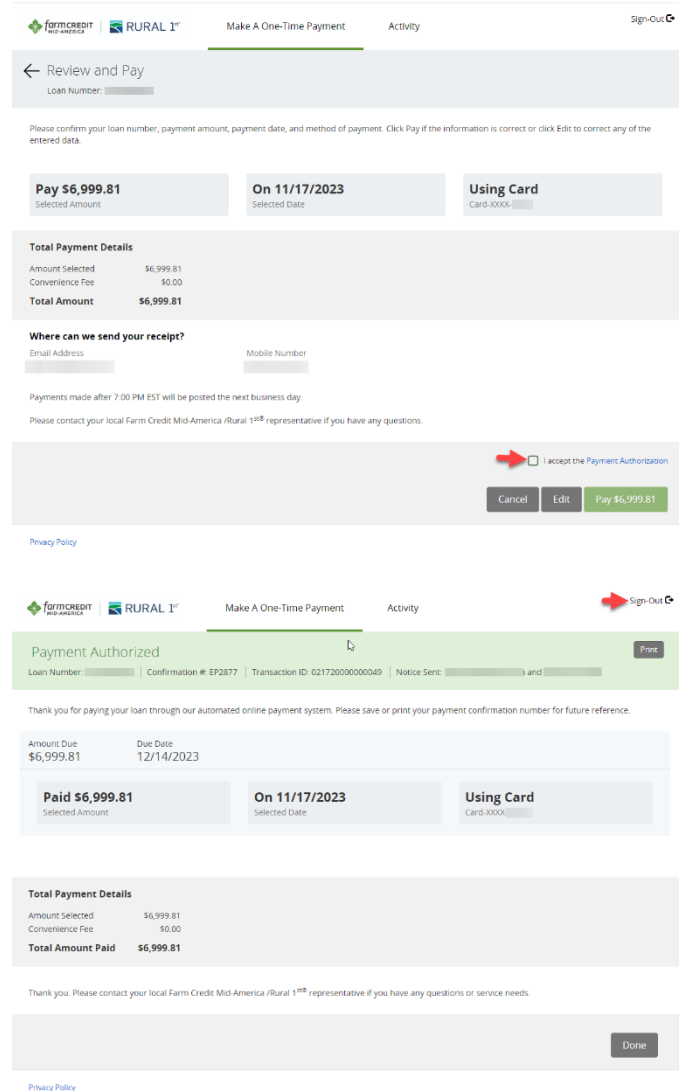 farmCREDIT MID-AMERICA RURAL 1st Make A One-Time Payment Activity Sign-Out
Review and Pay
Loan Number:
Please confirm your loan number, payment amount, payment date, and method of payment. Click Pay if the information is correct or click Edit to correct any of the
entered data.
Pay $6,999.81 On 11/17/2023 Using Card
Selected Amount Selected Date Card-XXXX-
Total Payment Details
Amount Selected $6,999.81
Convenience Fee $0.00
Total Amount $6,999.81
Where can we send your receipt?
Email Address Mobile Number
Payments made after 7:00 PM EST will be posted the next business day.
Please contact your local Farm Credit Mid-America /Rural 1st® representative if you have any questions.
I accept the Payment Authorization
Cancel Edit Pay $6,999.81
Privacy Policy
farmCREDIT MID-AMERICA RURAL 1st Make A One-Time Payment Activity Sign-Out
Payment Authorized Print
Loan Number: Confirmation #: EP2877 Transaction ID: 021720000000049 Notice Sent: and
Thank you for paying your loan through our automated online payment system. Please save or print your payment confirmation number for future reference.
Amount Due Due Date
$6,999.81 12/14/2023
Paid $6,999.81 On 11/17/2023 Using Card
Selected Amount Selected Date Card-XXXX
Total Payment Details
Amount Selected $6,999.81
Convenience Fee $0.00
Total Amount Paid $6,999.81
Thank you. Please contact your local Farm Credit Mid-America /Rural 1st® representative if you have any questions or service needs.
Done
Privacy Policy